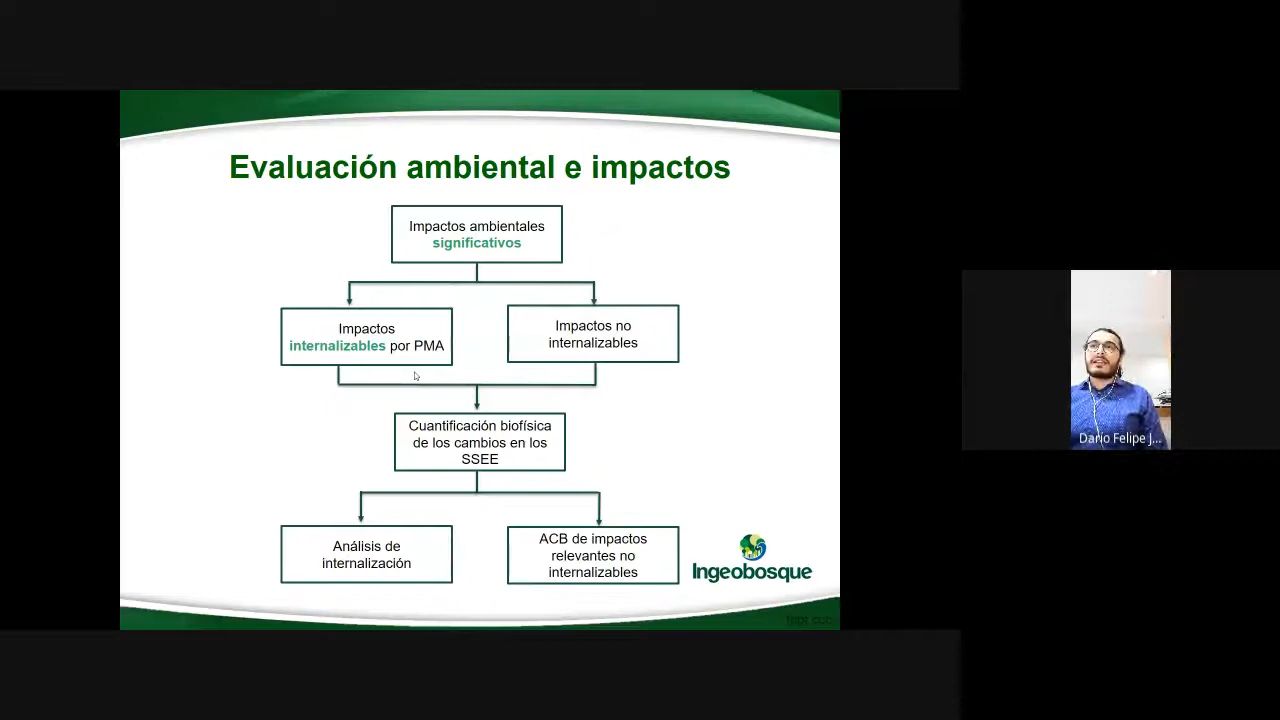 Evaluación ambiental e impactos
Impactos ambientales
significativos
Impactos
internalizables por PMA
Impactos no
internalizables
Cuantificación biofísica
de los cambios en los
SSEE
Análisis de
internalización
ACB de impactos
relevantes no
internalizables
Ingeobosque
Dario Felipe J...